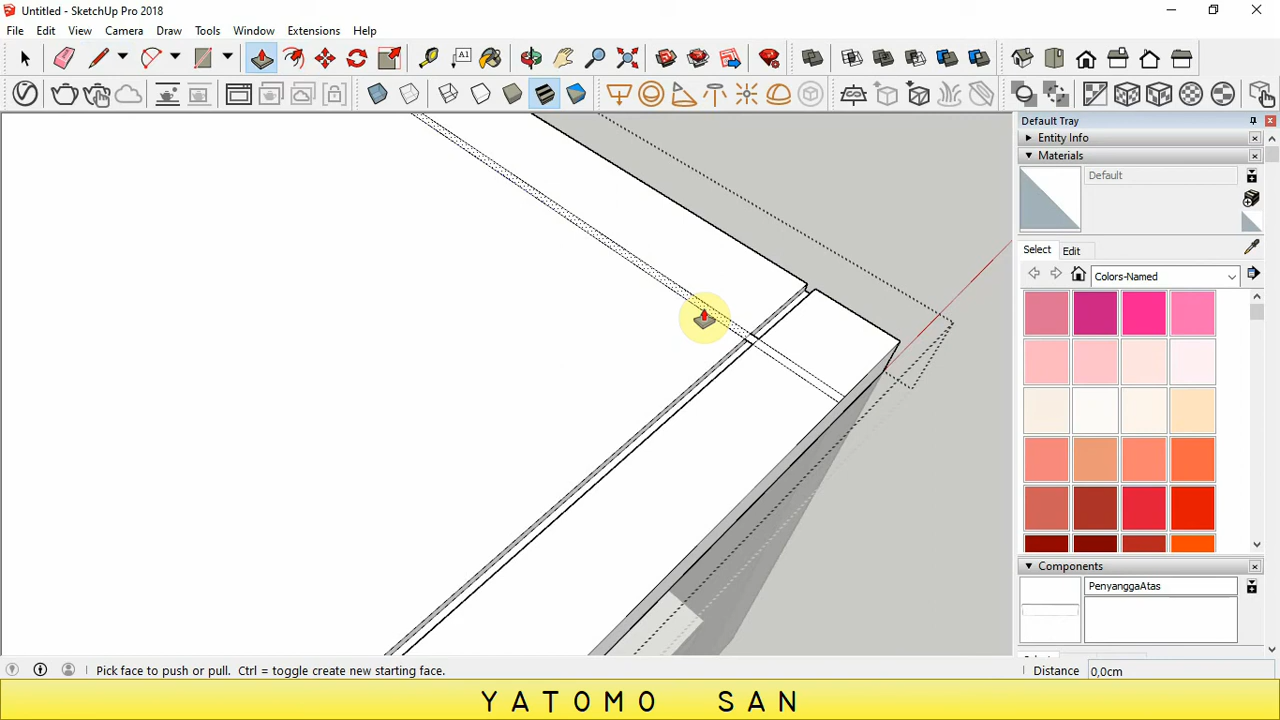 Untitled - SketchUp Pro 2018
File Edit View Camera Draw Tools Window Extensions Help
A1
Default Tray
Entity Info
Materials
Default
Select Edit
Colors-Named
Components
PenyanggaAtas
Pick face to push or pull. Ctrl = toggle create new starting face.
Distance 0,0cm
YATOMO SAN